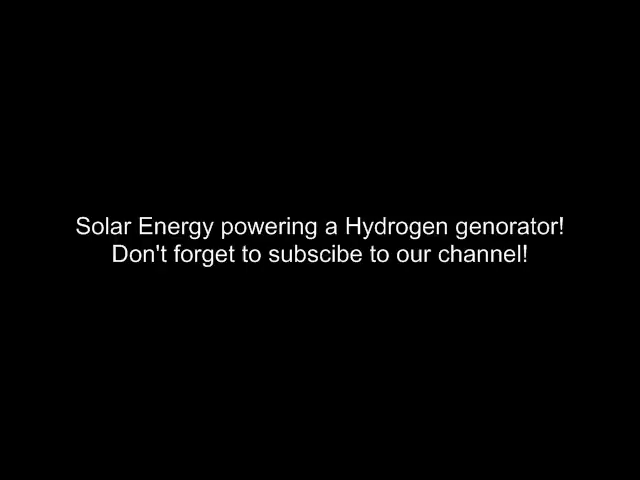 Solar Energy powering a Hydrogen genorator!
Don't forget to subscibe to our channel!